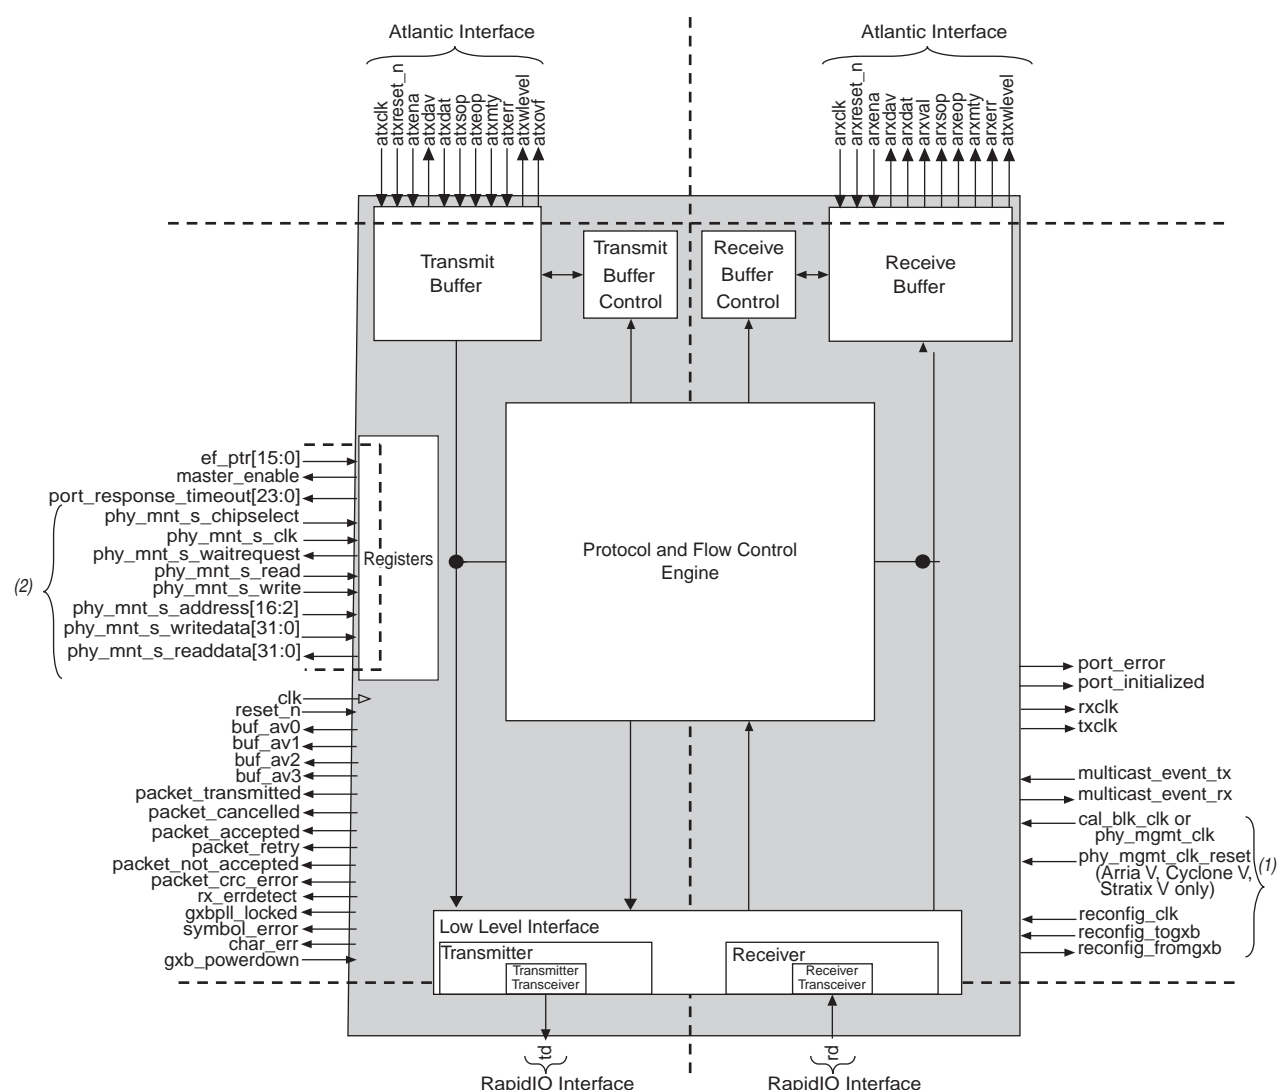 Atlantic Interface
Atlantic Interface
atxclk
atxreset_n
atxena
atxdav
atxdat
atxsop
atxeop
atxmty
atxerr
atxwlevel
atxovf
arxclk
arxreset_n
arxena
arxdav
arxdat
arxval
arxsop
arxeop
arxmty
arxerr
atxwlevel
Transmit
Buffer
Transmit
Buffer
Control
Receive
Buffer
Control
Receive
Buffer
ef_ptr[15:0]
master_enable
port_response_timeout[23:0]
phy_mnt_s_chipselect
phy_mnt_s_clk
phy_mnt_s_waitrequest
phy_mnt_s_read
phy_mnt_s_write
phy_mnt_s_address[16:2]
phy_mnt_s_writedata[31:0]
phy_mnt_s_readdata[31:0]
(2)
Registers
Protocol and Flow Control
Engine
clk
reset_n
buf_av0
buf_av1
buf_av2
buf_av3
packet_transmitted
packet_cancelled
packet_accepted
packet_retry
packet_not_accepted
packet_crc_error
rx_errdetect
gxbpll_locked
symbol_error
char_err
gxb_powerdown
port_error
port_initialized
rxclk
txclk
multicast_event_tx
multicast_event_rx
cal_blk_clk or
phy_mgmt_clk
phy_mgmt_clk_reset
(Arria V, Cyclone V,
Stratix V only)
(1)
reconfig_clk
reconfig_togxb
reconfig_fromgxb
Low Level Interface
Transmitter
Transmitter
Transceiver
Receiver
Receiver
Transceiver
td
rd
RapidIO Interface
RapidIO Interface